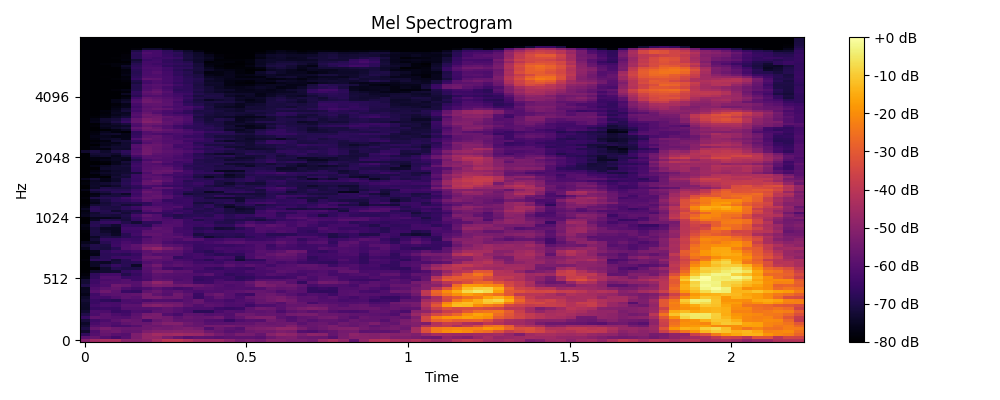 Mel Spectrogram
+0 dB
-10 dB
-20 dB
-30 dB
-40 dB
-50 dB
-60 dB
-70 dB
-80 dB
Hz
4096
2048
1024
512
0
0 0.5 1 1.5 2
Time